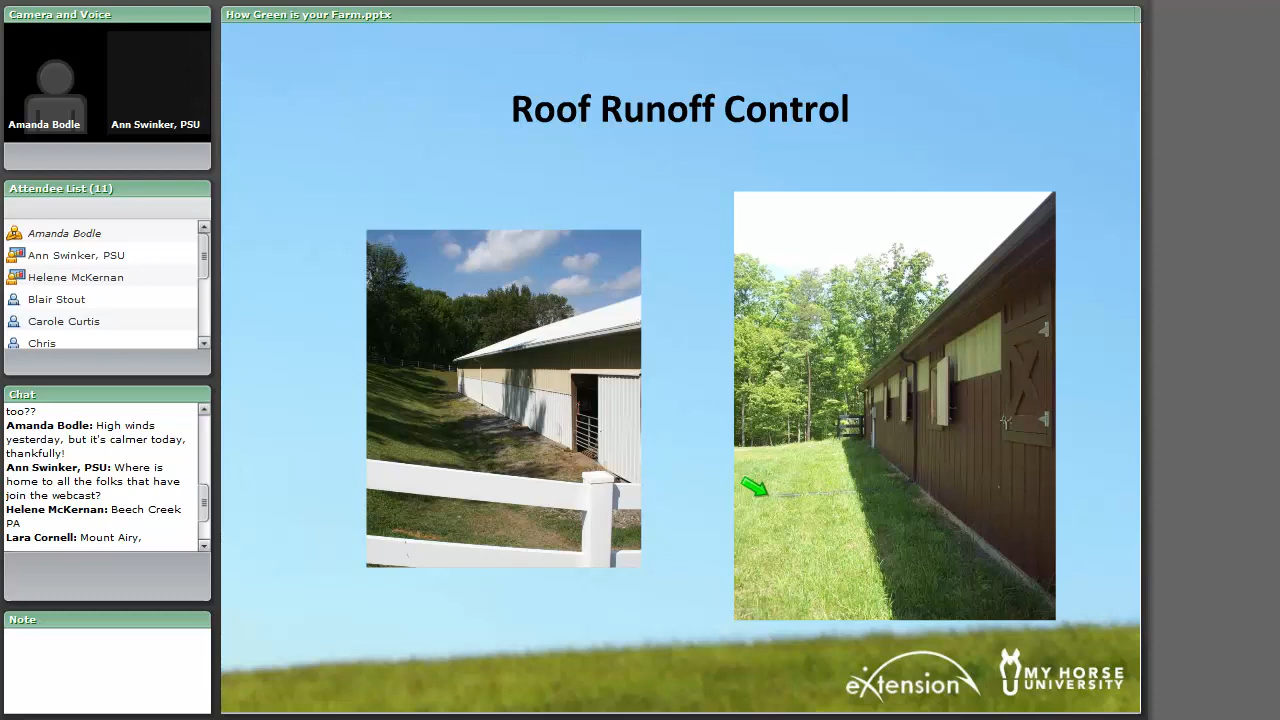 Camera and Voice
Amanda Bodle
Ann Swinker, PSU
Attendee List (11)
Amanda Bodle
Ann Swinker, PSU
Helene McKernan
Blair Stout
Carole Curtis
Chris
Chat
too??
Amanda Bodle: High winds
yesterday, but it's calmer today,
thankfully!
Ann Swinker, PSU: Where is
home to all the folks that have
join the webcast?
Helene McKernan: Beech Creek
PA
Lara Cornell: Mount Airy,
Note
How Green is your Farm.pptx
Roof Runoff Control
eXtension
MY HORSE
UNIVERSITY